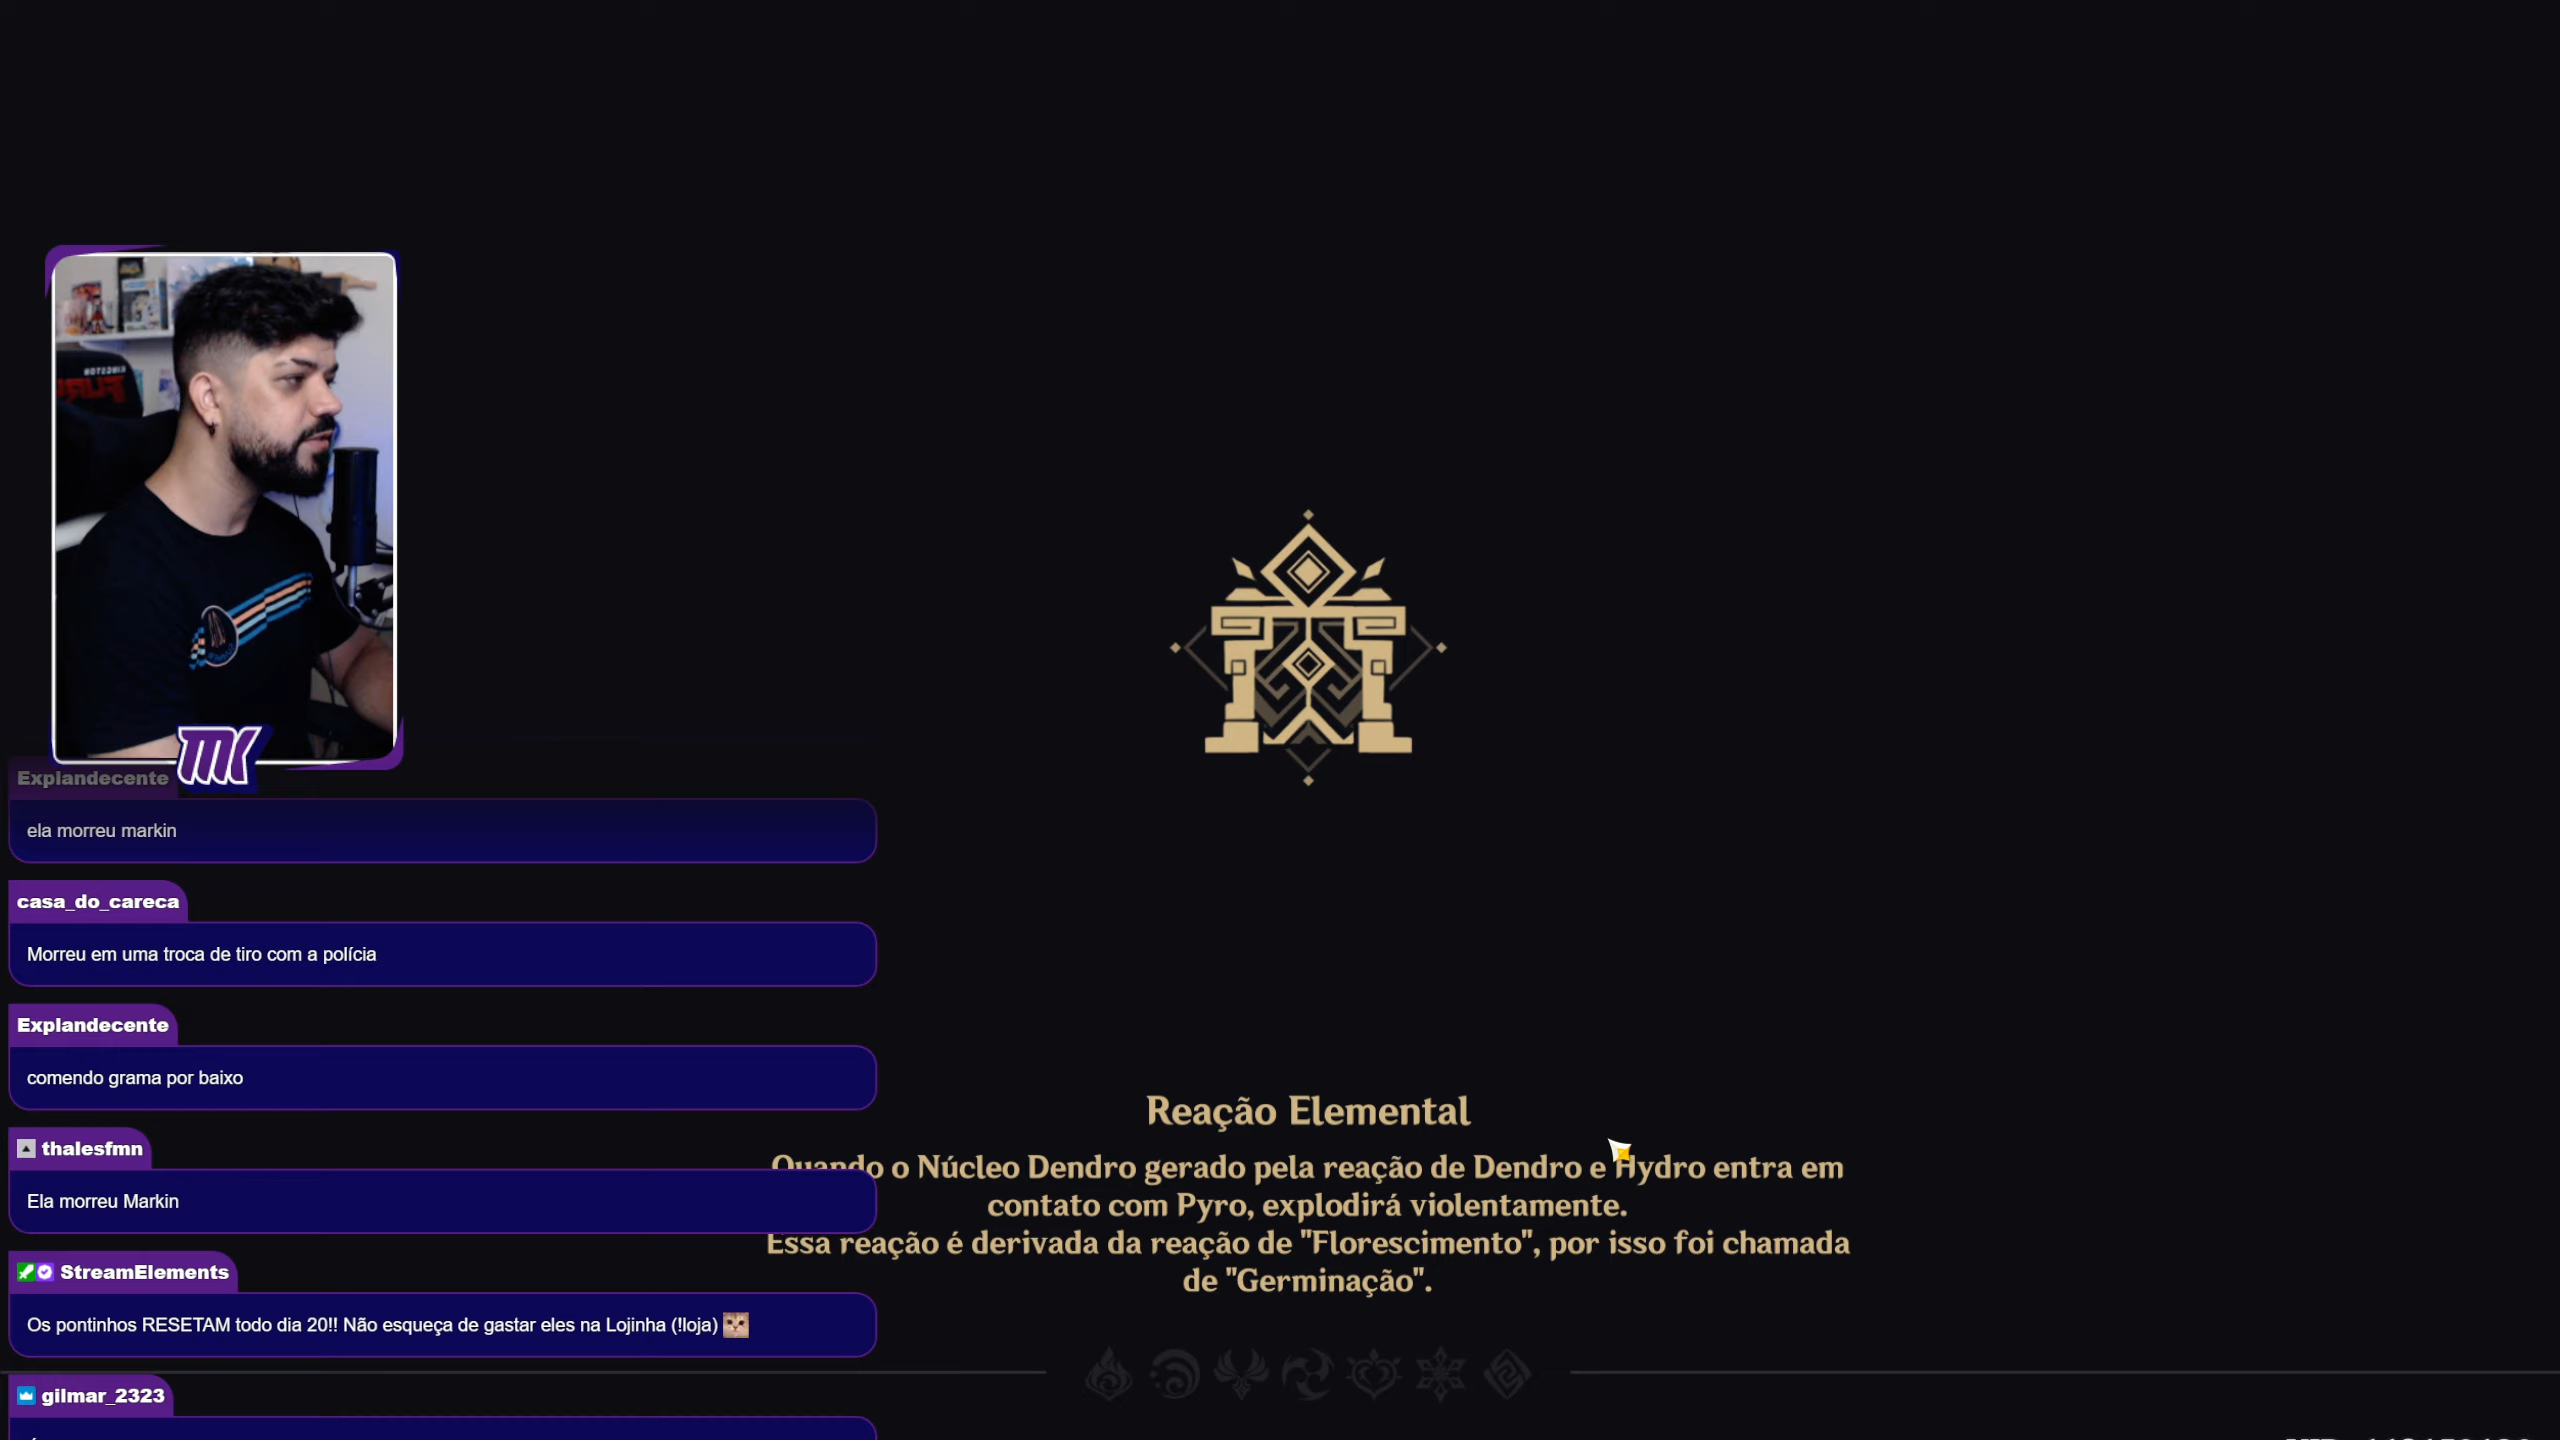 KINGSTON
FURY
Explandecente
ela morreu markin
casa_do_careca
Morreu em uma troca de tiro com a polícia
Explandecente
comendo grama por baixo
thalesfmn
Ela morreu Markin
StreamElements
Os pontinhos RESETAM todo dia 20!! Não esqueça de gastar eles na Lojinha (!loja)
gilmar_2323
Reação Elemental
Quando o Núcleo Dendro gerado pela reação de Dendro e Hydro entra em
contato com Pyro, explodirá violentamente.
Essa reação é derivada da reação de "Florescimento", por isso foi chamada
de "Germinação".